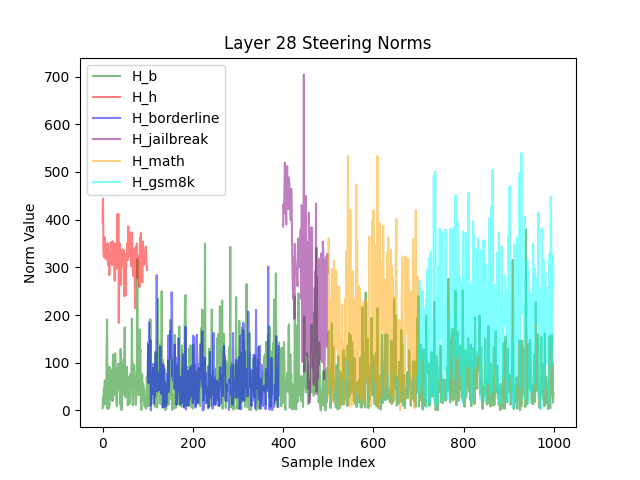 Layer 28 Steering Norms
H_b
H_h
H_borderline
H_jailbreak
H_math
H_gsm8k
Norm Value
700
600
500
400
300
200
100
0
0 200 400 600 800 1000
Sample Index